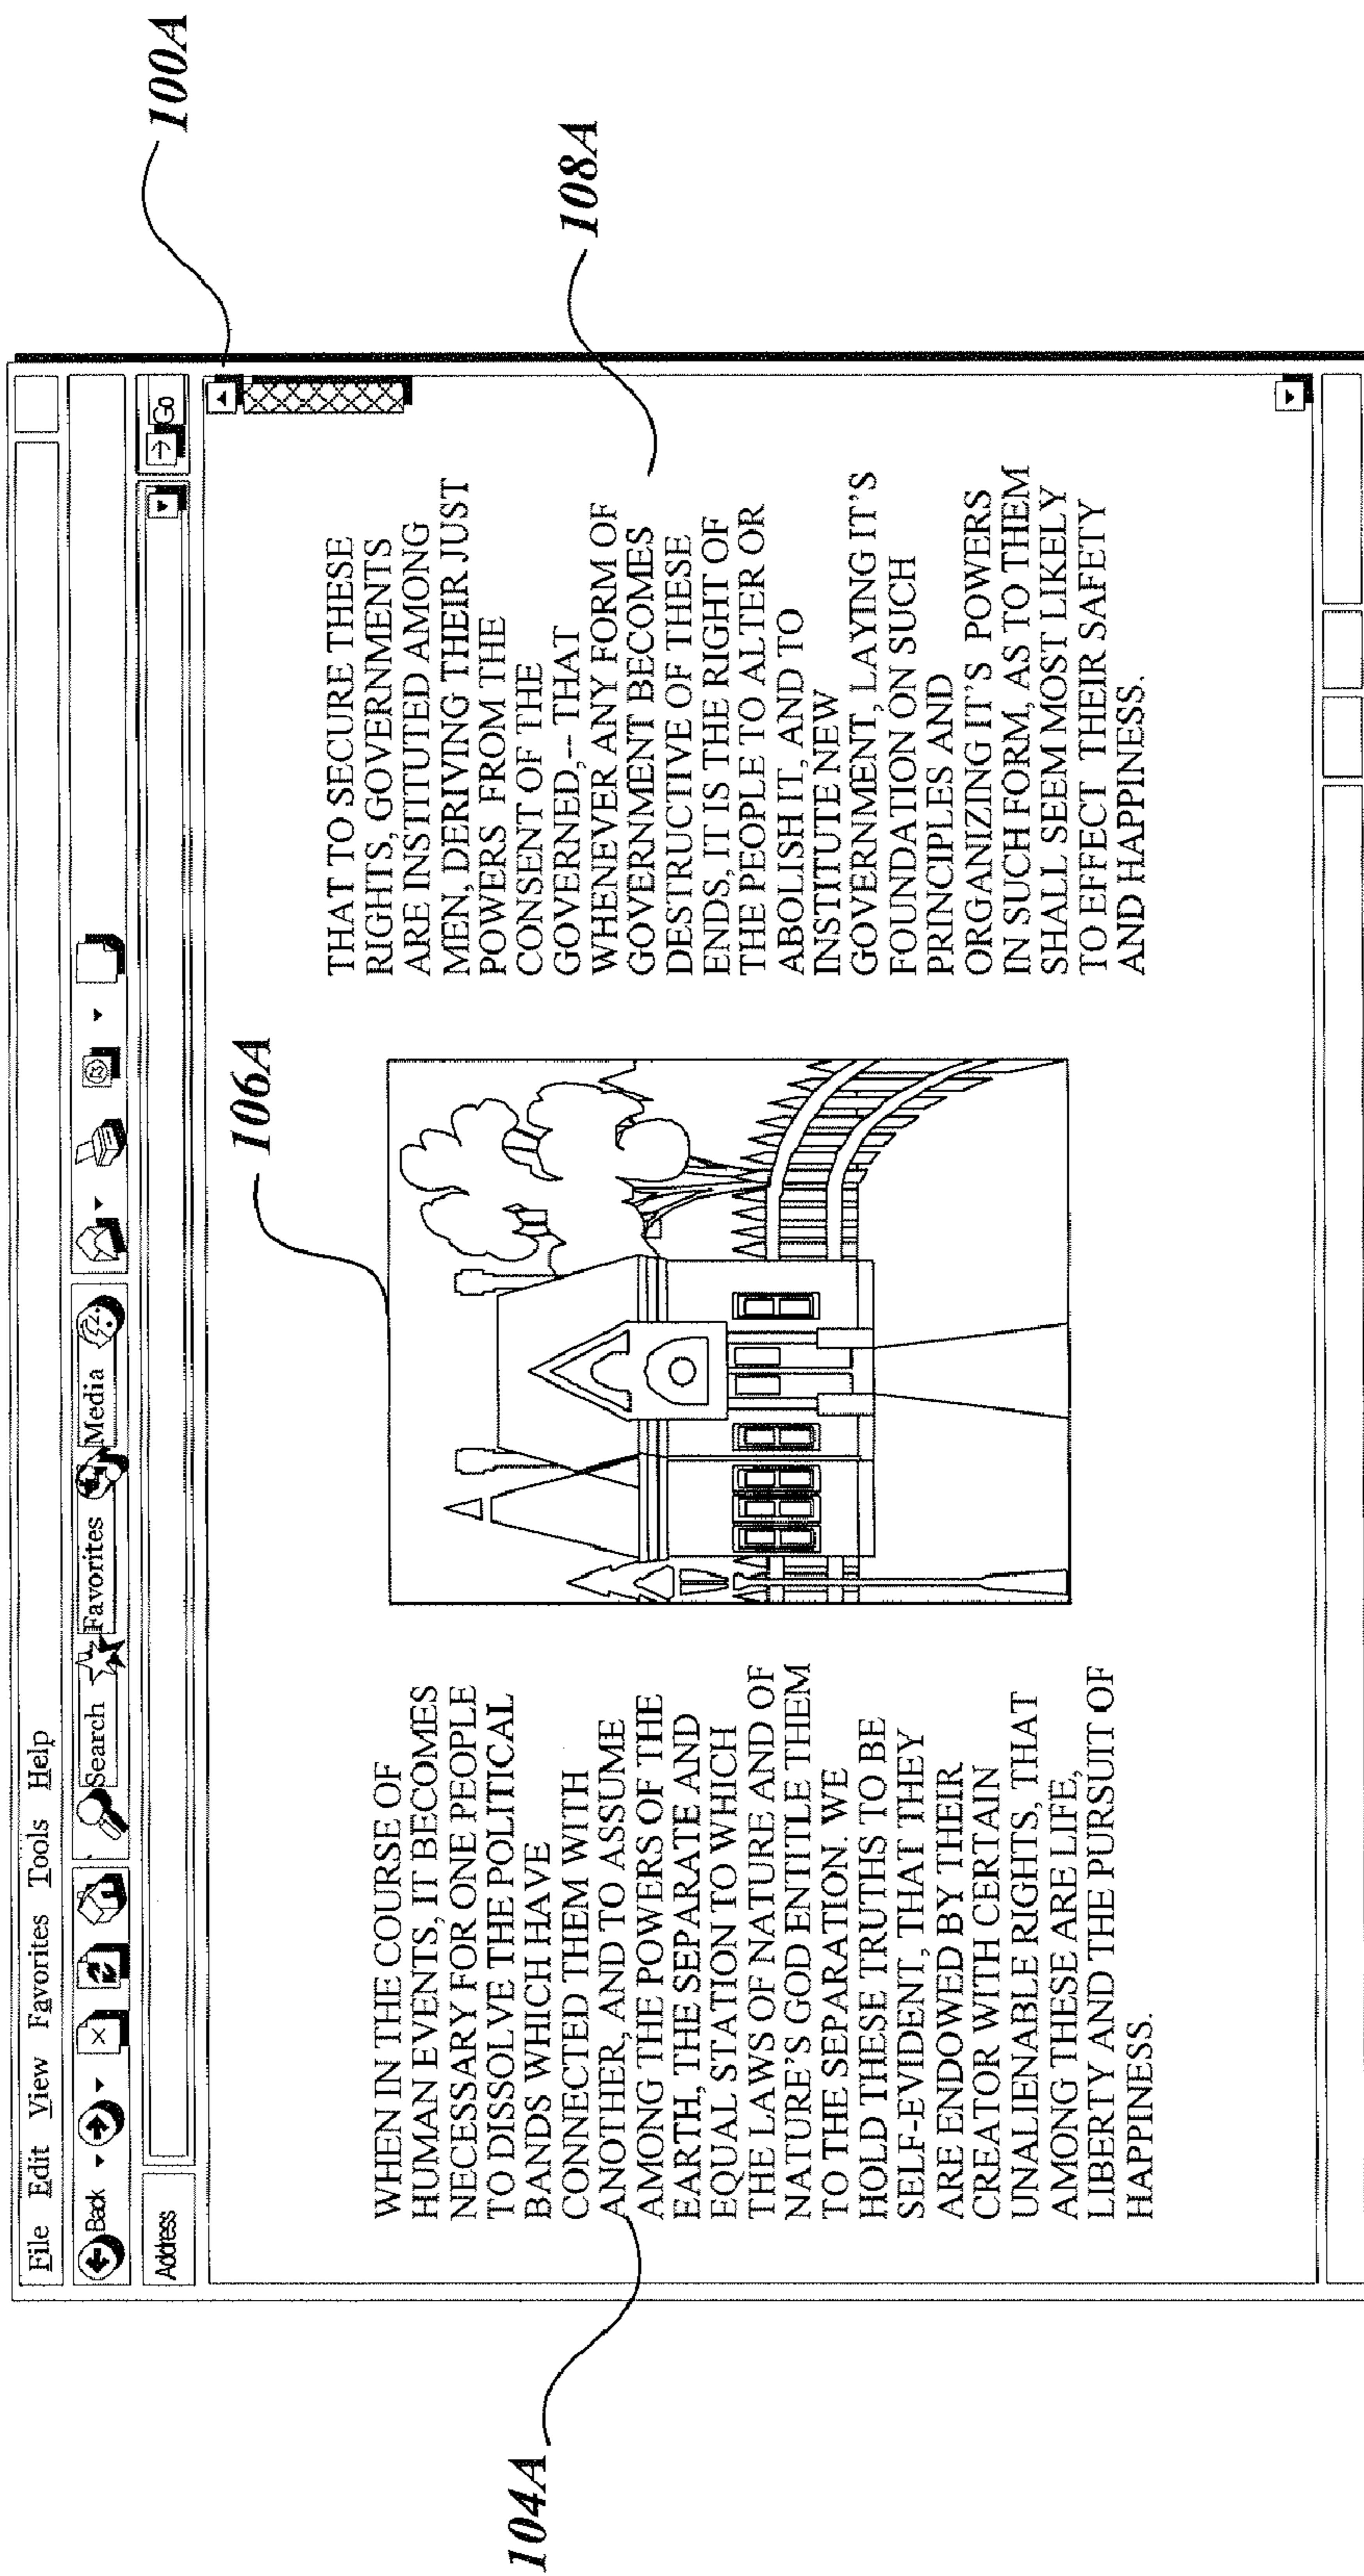 File Edit View Favorites Tools Help
Back Search Favorites Media
Address Go
100A
106A
108A
104A
WHEN IN THE COURSE OF
HUMAN EVENTS, IT BECOMES
NECESSARY FOR ONE PEOPLE
TO DISSOLVE THE POLITICAL
BANDS WHICH HAVE
CONNECTED THEM WITH
ANOTHER, AND TO ASSUME
AMONG THE POWERS OF THE
EARTH, THE SEPARATE AND
EQUAL STATION TO WHICH
THE LAWS OF NATURE AND OF
NATURE'S GOD ENTITLE THEM
TO THE SEPARATION. WE
HOLD THESE TRUTHS TO BE
SELF-EVIDENT, THAT THEY
ARE ENDOWED BY THEIR
CREATOR WITH CERTAIN
UNALIENABLE RIGHTS, THAT
AMONG THESE ARE LIFE,
LIBERTY AND THE PURSUIT OF
HAPPINESS.
THAT TO SECURE THESE
RIGHTS, GOVERNMENTS
ARE INSTITUTED AMONG
MEN, DERIVING THEIR JUST
POWERS FROM THE
CONSENT OF THE
GOVERNED,-- THAT
WHENEVER ANY FORM OF
GOVERNMENT BECOMES
DESTRUCTIVE OF THESE
ENDS, IT IS THE RIGHT OF
THE PEOPLE TO ALTER OR
ABOLISH IT, AND TO
INSTITUTE NEW
GOVERNMENT, LAYING IT'S
FOUNDATION ON SUCH
PRINCIPLES AND
ORGANIZING IT'S POWERS
IN SUCH FORM, AS TO THEM
SHALL SEEM MOST LIKELY
TO EFFECT THEIR SAFETY
AND HAPPINESS.